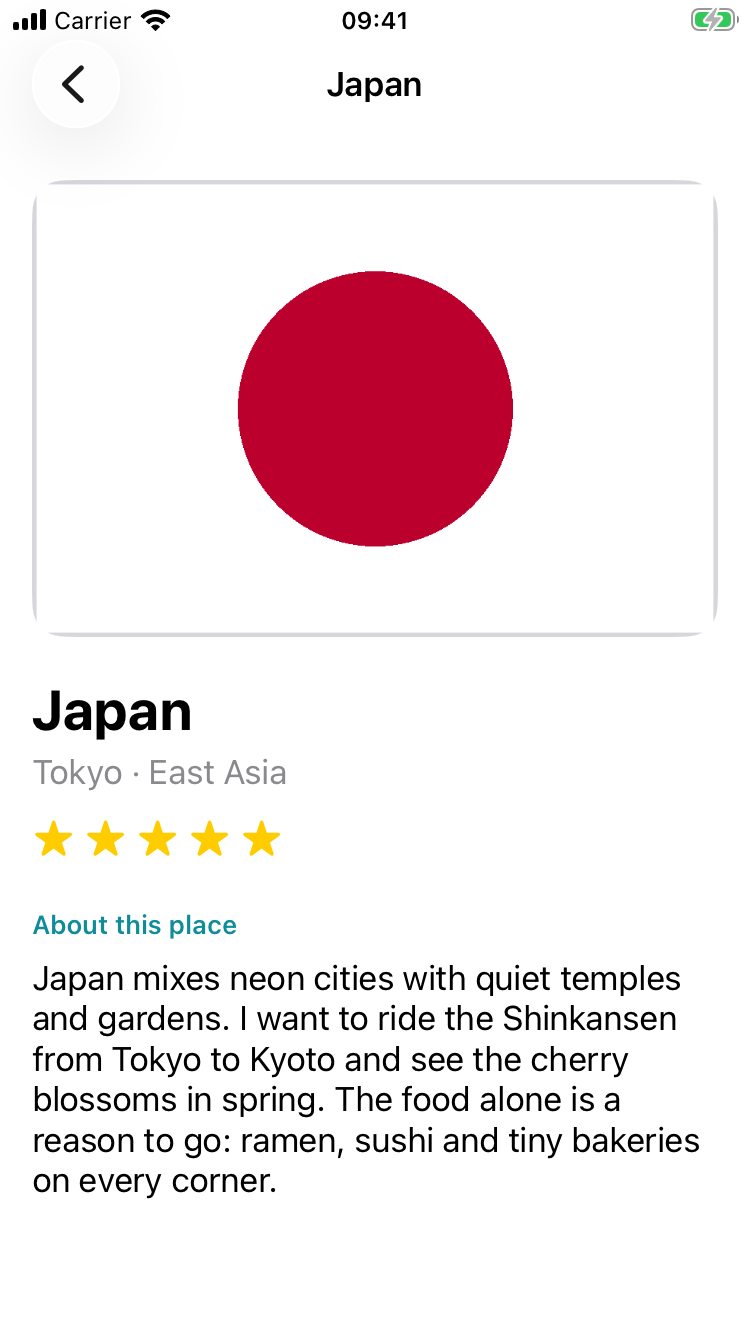 Carrier 09:41
Japan
Japan
Tokyo · East Asia
About this place
Japan mixes neon cities with quiet temples
and gardens. I want to ride the Shinkansen
from Tokyo to Kyoto and see the cherry
blossoms in spring. The food alone is a
reason to go: ramen, sushi and tiny bakeries
on every corner.